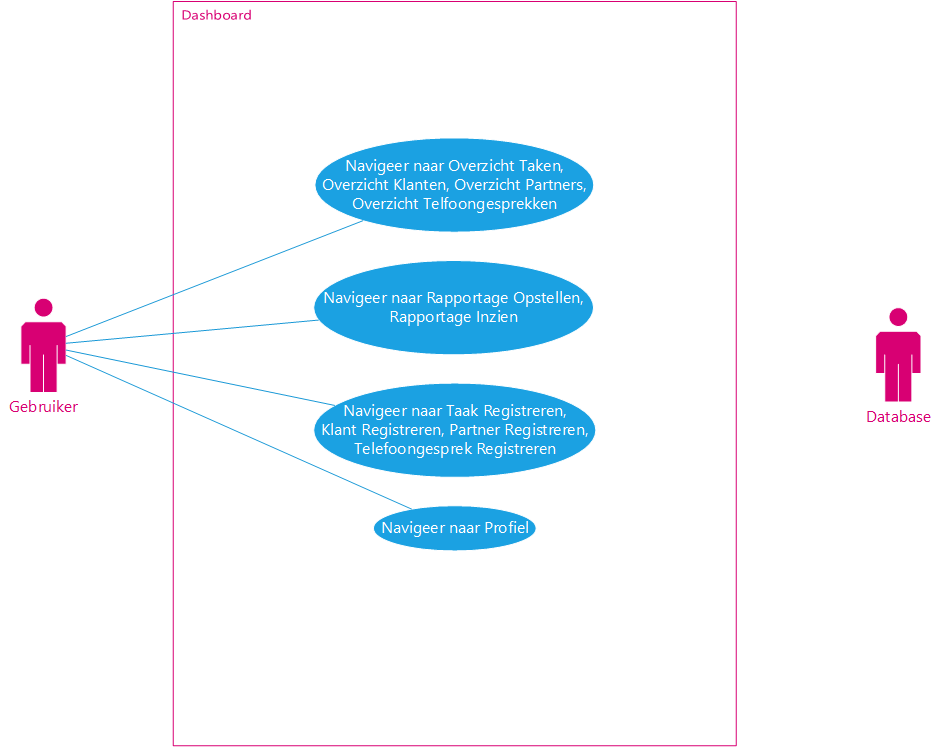 Dashboard
Navigeer naar Overzicht Taken,
Overzicht Klanten, Overzicht Partners,
Overzicht Telfoongesprekken
Navigeer naar Rapportage Opstellen,
Rapportage Inzien
Gebruiker
Database
Navigeer naar Taak Registreren,
Klant Registreren, Partner Registreren,
Telefoongesprek Registreren
Navigeer naar Profiel